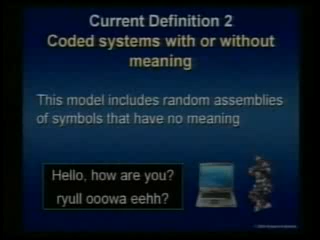 Current Definition 2
Coded systems with or without
meaning
This model includes random assemblies
of symbols that have no meaning
Hello, how are you?
ryull ooowa eehh?